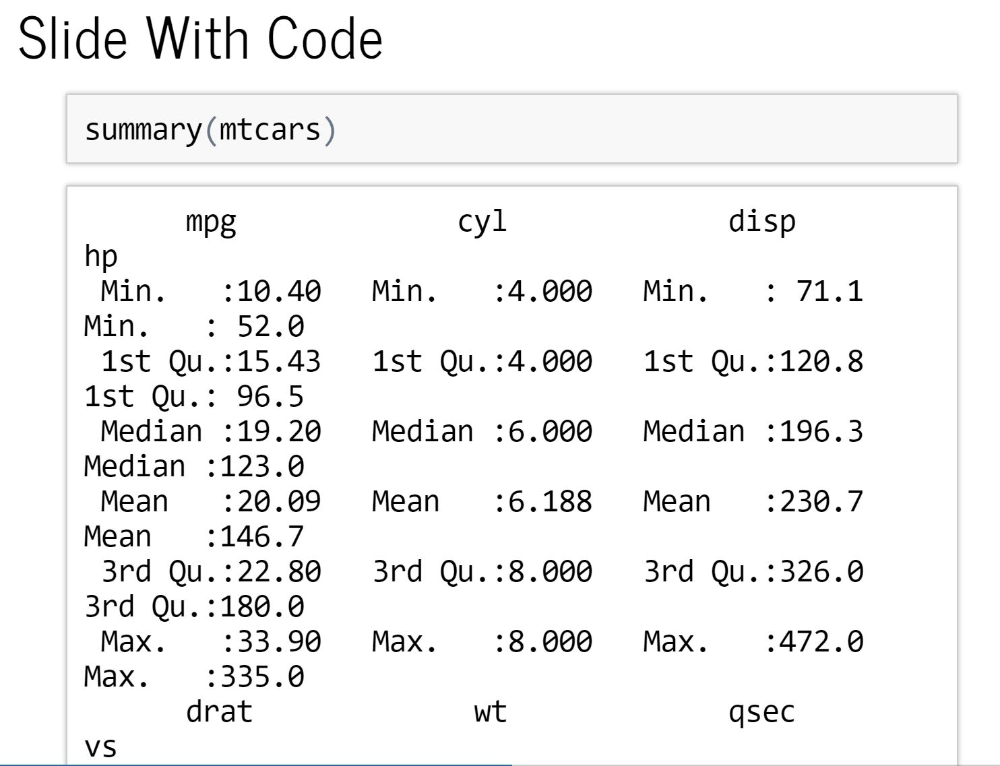 Slide With Code
summary(mtcars)
      mpg             cyl             disp
hp
 Min.   :10.40   Min.   :4.000   Min.   : 71.1
Min.   : 52.0
 1st Qu.:15.43   1st Qu.:4.000   1st Qu.:120.8
1st Qu.: 96.5
 Median :19.20   Median :6.000   Median :196.3
Median :123.0
 Mean   :20.09   Mean   :6.188   Mean   :230.7
Mean   :146.7
 3rd Qu.:22.80   3rd Qu.:8.000   3rd Qu.:326.0
3rd Qu.:180.0
 Max.   :33.90   Max.   :8.000   Max.   :472.0
Max.   :335.0
      drat             wt             qsec
vs